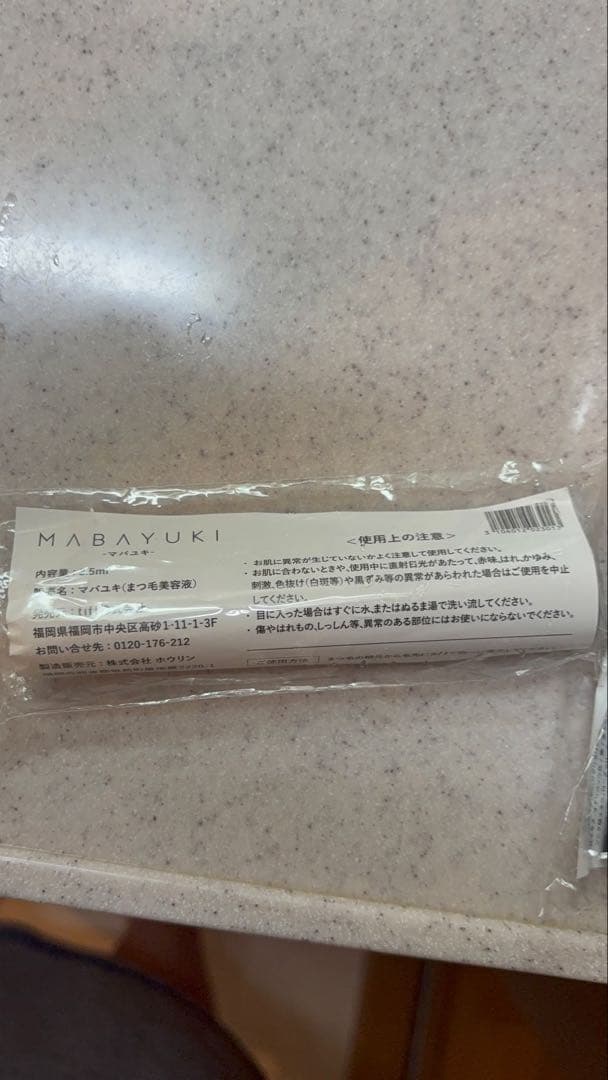 MABAYUKI
-マバユキ-
内容量
製造名：マバユキ（まつ毛美容液）
福岡県福岡市中央区高砂1-11-1-3F
お問い合せ先：0120-176-212
製造販売元：株式会社 ホウリン
＜使用上の注意＞
・お肌に異常が生じていないかよく注意して使用してください。
・お肌に合わないときや、使用中に直射日光があたって、赤味、はれ、かゆみ、
刺激、色抜け（白斑等）や黒ずみ等の異常があらわれた場合はご使用を中止
してください。
・目に入った場合はすぐに水、またはぬるま湯で洗い流してください。
・傷やはれもの、しっしん等、異常のある部位にはお使いにならないでください。
ご使用方法